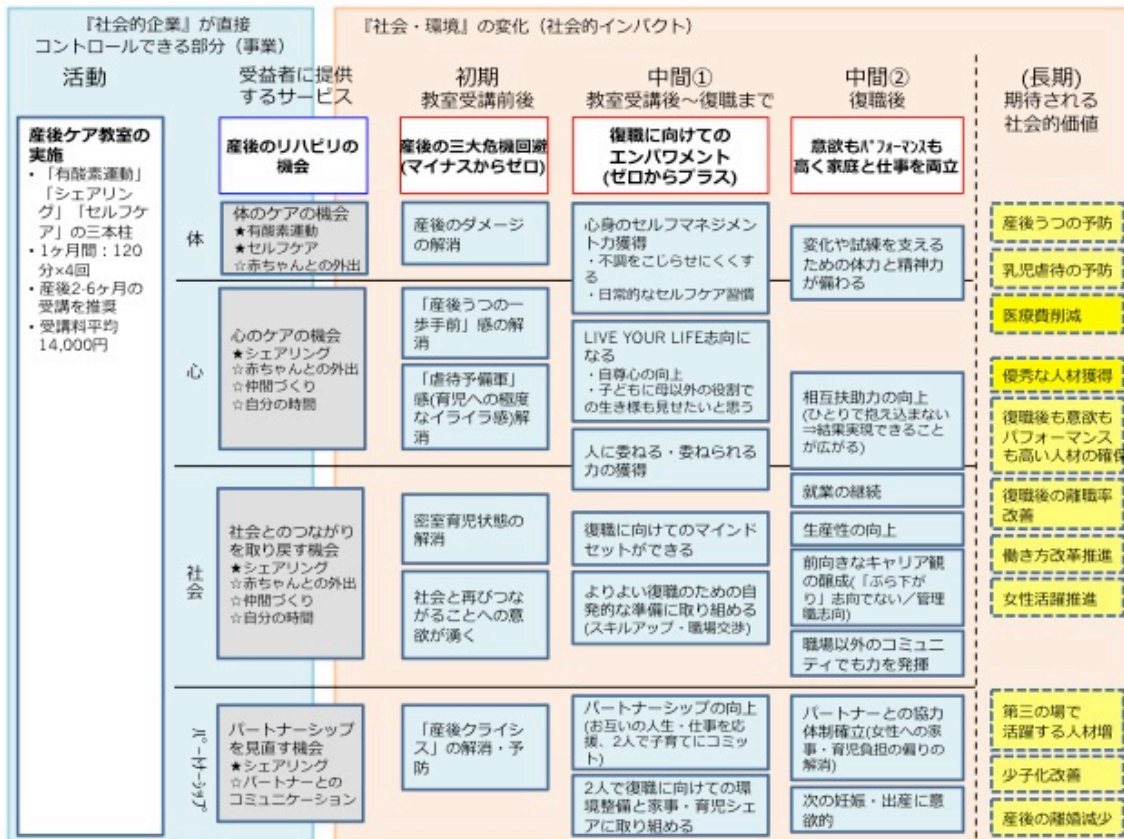 『社会的企業』が直接
コントロールできる部分（事業）
『社会・環境』の変化（社会的インパクト）
活動
受益者に提供
するサービス
初期
教室受講前後
中間①
教室受講後～復職まで
中間②
復職後
(長期)
期待される
社会的価値
産後ケア教室の
実施
・「有酸素運動」
「シェアリン
グ」「セルフケ
ア」の三本柱
・1ヶ月間：120
分×4回
・産後2-6ヶ月の
受講を推奨
・受講料平均
14,000円
産後のリハビリの
機会
産後の三大危機回避
(マイナスからゼロ)
復職に向けての
エンパワメント
(ゼロからプラス)
意欲もﾊﾟﾌｫｰﾏﾝｽも
高く家庭と仕事を両立
体
体のケアの機会
★有酸素運動
★セルフケア
☆赤ちゃんとの外出
産後のダメージ
の解消
心身のセルフマネジメン
ト力獲得
・不調をこじらせにくくす
る
・日常的なセルフケア習慣
変化や試練を支える
ための体力と精神力
が備わる
心
心のケアの機会
★シェアリング
☆赤ちゃんとの外出
☆仲間づくり
☆自分の時間
「産後うつの一
歩手前」感の解
消
「虐待予備軍」
感(育児への極度
なイライラ感)解
消
LIVE YOUR LIFE志向に
なる
・自尊心の向上
・子どもに母以外の役割で
の生き様も見せたいと思う
人に委ねる・委ねられる
力の獲得
相互扶助力の向上
(ひとりで抱え込まない
⇒結果実現できること
が広がる)
社会
社会とのつながり
を取り戻す機会
★シェアリング
☆赤ちゃんとの外出
☆仲間づくり
☆自分の時間
密室育児状態の
解消
社会と再びつな
がることへの意
欲が湧く
復職に向けてのマインド
セットができる
よりよい復職のための自
発的な準備に取り組める
(スキルアップ・職場交渉)
就業の継続
生産性の向上
前向きなキャリア観
の醸成(「ぶら下が
り」志向でない／管理
職志向)
職場以外のコミュニ
ティでも力を発揮
ﾊﾟｰﾄﾅｰｼｯﾌﾟ
パートナーシップ
を見直す機会
★シェアリング
☆パートナーとの
コミュニケーション
「産後クライシ
ス」の解消・予
防
パートナーシップの向上
(お互いの人生・仕事を応
援、2人で子育てにコミッ
ト)
2人で復職に向けての環
境整備と家事・育児シェ
アに取り組める
パートナーとの協力
体制確立(女性への家
事・育児負担の偏りの
解消)
次の妊娠・出産に意
欲的
産後うつの予防
乳児虐待の予防
医療費削減
優秀な人材獲得
復職後も意欲も
パフォーマンス
も高い人材の確保
復職後の離職率
改善
働き方改革推進
女性活躍推進
第三の場で
活躍する人材増
少子化改善
産後の離婚減少